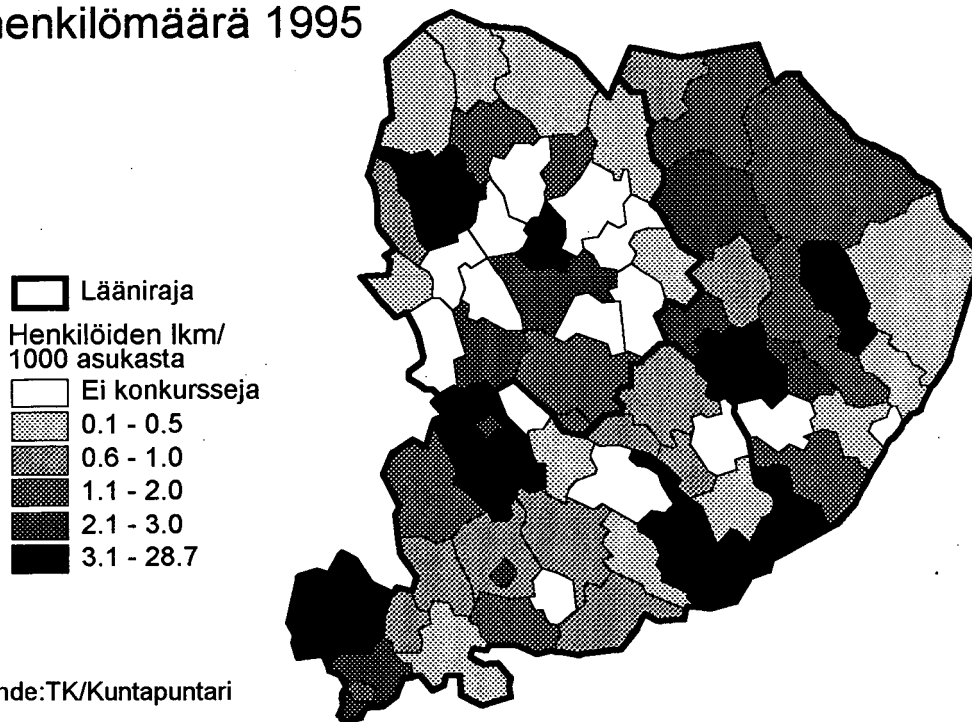 henkilömäärä 1995
Lääniraja
Henkilöiden lkm/
1000 asukasta
Ei konkursseja
0.1 - 0.5
0.6 - 1.0
1.1 - 2.0
2.1 - 3.0
3.1 - 28.7
nde:TK/Kuntapuntari